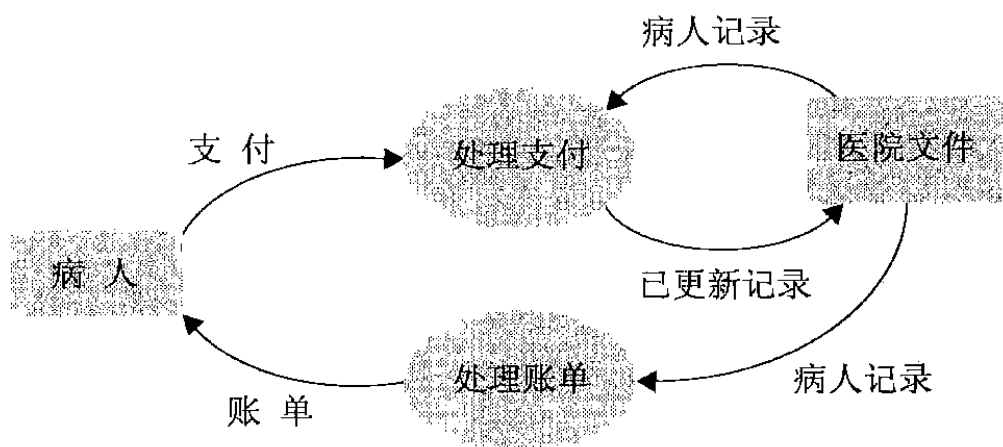 病人记录
支付
处理支付
医院文件
病人
已更新记录
处理账单
病人记录
账单